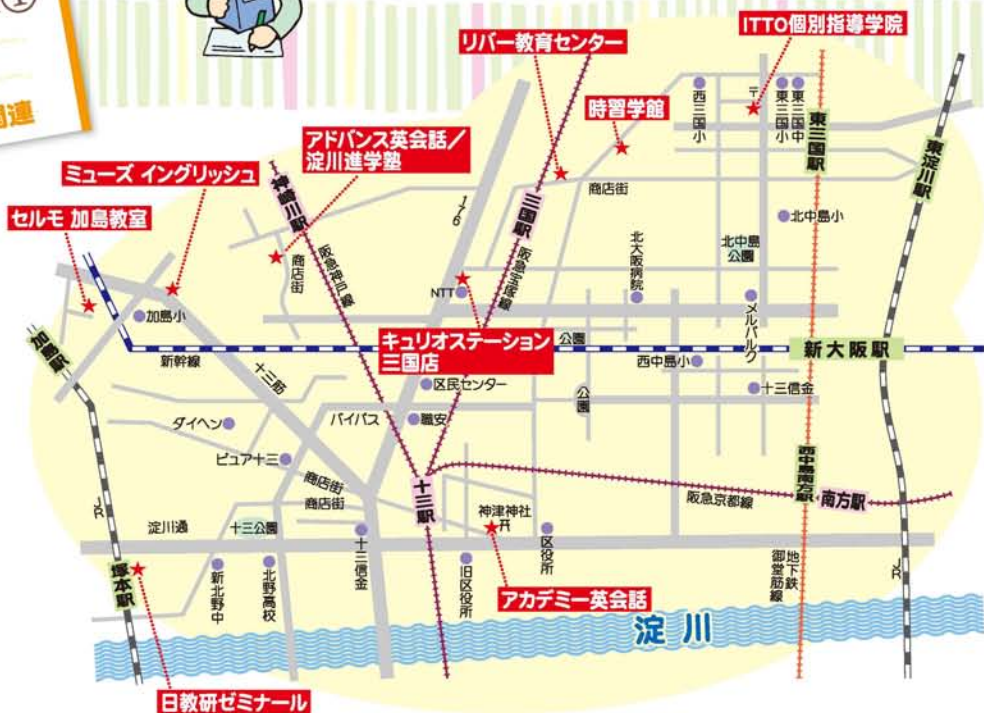 ①
関連
リバー教育センター
ITTO個別指導学院
時習学館
アドバンス英会話／
淀川進学塾
ミューズ イングリッシュ
セルモ 加島教室
キュリオステーション
三国店
アカデミー英会話
日教研ゼミナール
西三国小
〒
東三国小
東三国中
東三国駅
東淀川駅
商店街
176
三国駅
神崎川駅
阪急神戸線
商店街
阪急宝塚線
北大阪病院
北中島小
北中島
公園
NTT
メルパルク
加島小
加島駅
新幹線
公園
西中島小
新大阪駅
十三筋
区民センター
公園
十三信金
ダイヘン
バイパス
職安
ピュア十三
商店街
商店街
十三駅
神津神社
阪急京都線
西中島南方駅
南方駅
JR
淀川通
十三公園
十三信金
区役所
旧区役所
新北野中
北野高校
塚本駅
地下鉄
御堂筋線
JR
淀川